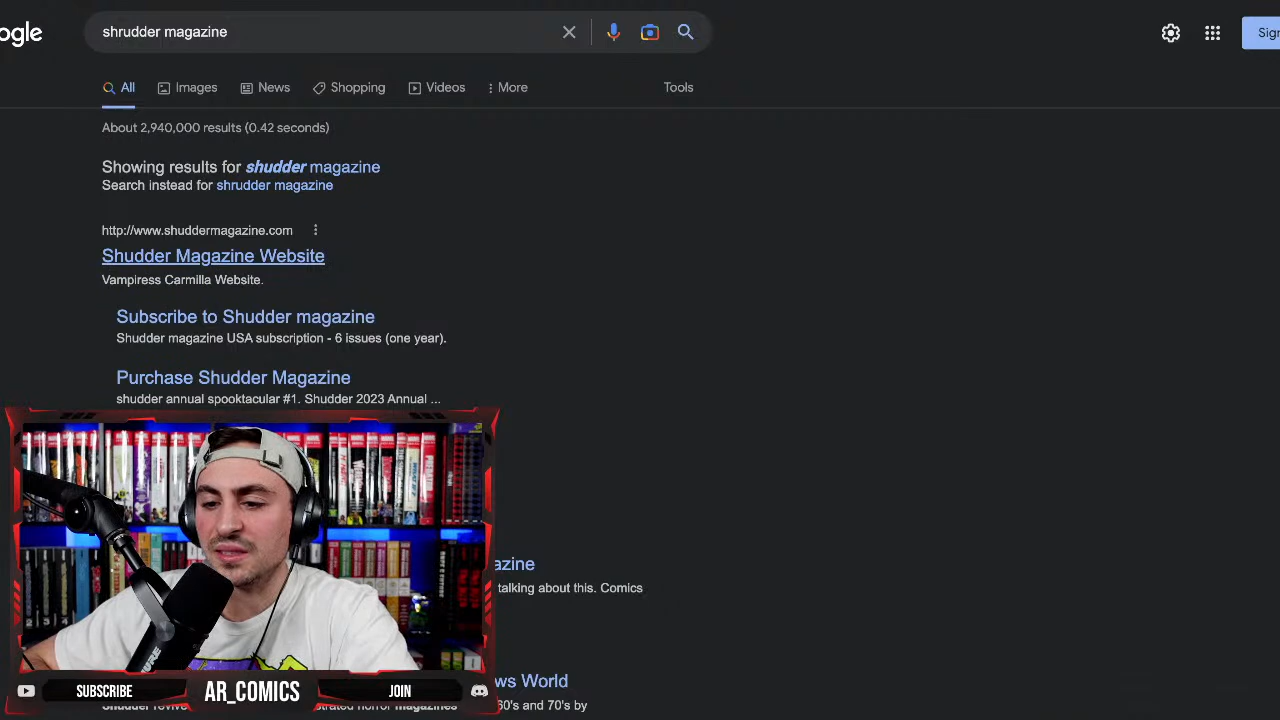 ogle
shrudder magazine
Sign
All
Images
News
Shopping
Videos
More
Tools
About 2,940,000 results (0.42 seconds)
Showing results for shudder magazine
Search instead for shrudder magazine
http://www.shuddermagazine.com
Shudder Magazine Website
Vampiress Carmilla Website.
Subscribe to Shudder magazine
Shudder magazine USA subscription - 6 issues (one year).
Purchase Shudder Magazine
shudder annual spooktacular #1. Shudder 2023 Annual ...
azine
talking about this. Comics
ws World
60's and 70's by
SUBSCRIBE
AR_COMICS
JOIN